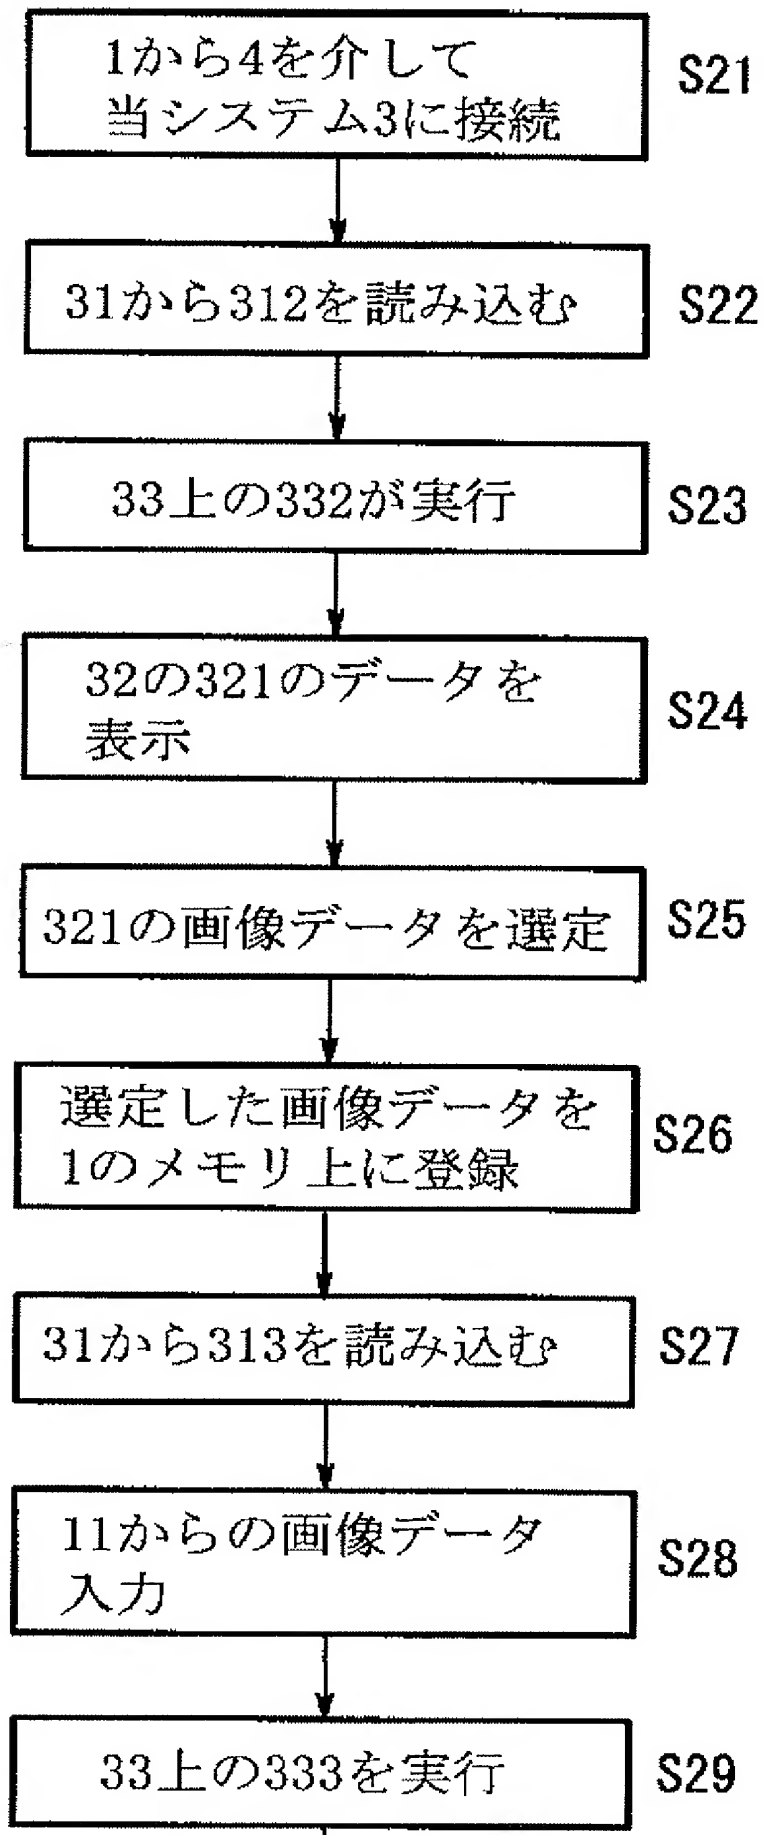 1から4を介して
当システム3に接続
S21
31から312を読み込む
S22
33上の332が実行
S23
32の321のデータを
表示
S24
321の画像データを選定
S25
選定した画像データを
1のメモリ上に登録
S26
31から313を読み込む
S27
11からの画像データ
入力
S28
33上の333を実行
S29